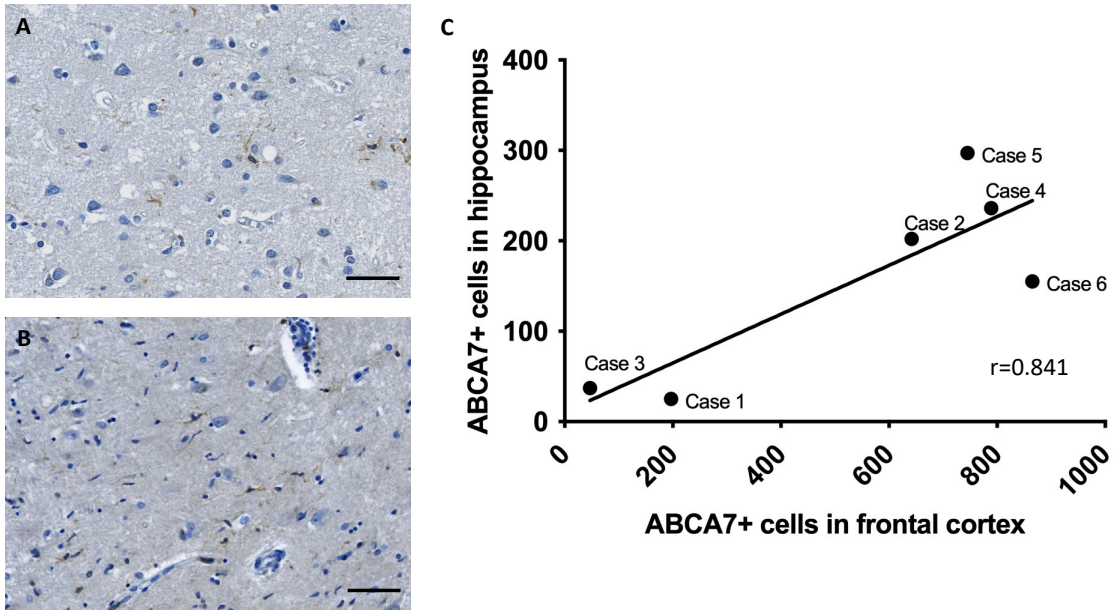 A
B
C
ABCA7+ cells in hippocampus
400
300
200
100
0
Case 5
Case 4
Case 2
Case 6
Case 3
Case 1
r=0.841
0
200
400
600
800
1000
ABCA7+ cells in frontal cortex